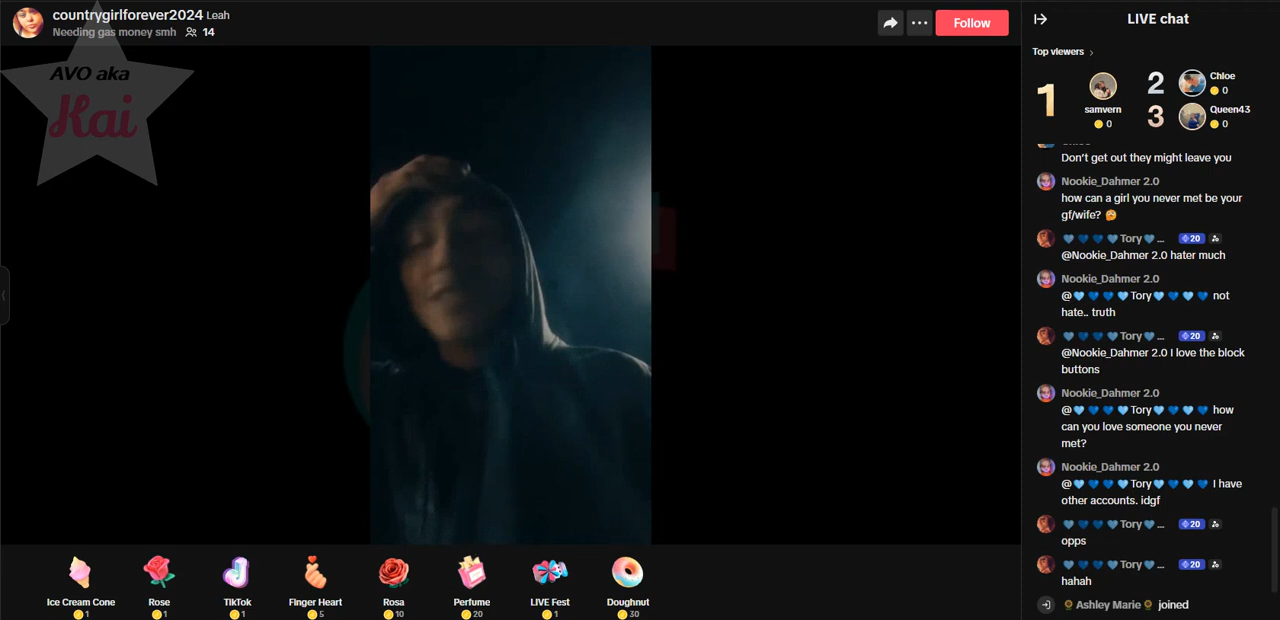 countrygirlforever2024 Leah
Needing gas money smh 14
Follow
AVO aka
Kai
LIVE chat
Top viewers
1
samvern
0
2
Chloe
0
3
Queen43
0
Don't get out they might leave you
Nookie_Dahmer 2.0
how can a girl you never met be your
gf/wife? 🤔
💙💙💙💙Tory💙... 20
@Nookie_Dahmer 2.0 hater much
Nookie_Dahmer 2.0
@🩵💙💙🩵Tory💙🩵🩵💙 not
hate.. truth
💙💙💙💙Tory💙... 20
@Nookie_Dahmer 2.0 I love the block
buttons
Nookie_Dahmer 2.0
@🩵💙💙🩵Tory💙💙🩵💙 how
can you love someone you never
met?
Nookie_Dahmer 2.0
@🩵💙💙🩵Tory💙💙🩵💙 I have
other accounts. idgf
💙💙💙💙Tory💙... 20
opps
💙💙💙💙Tory💙... 20
hahah
🌻Ashley Marie🌻 joined
Ice Cream Cone
1
Rose
1
TikTok
1
Finger Heart
5
Rosa
10
Perfume
20
LIVE Fest
1
Doughnut
30